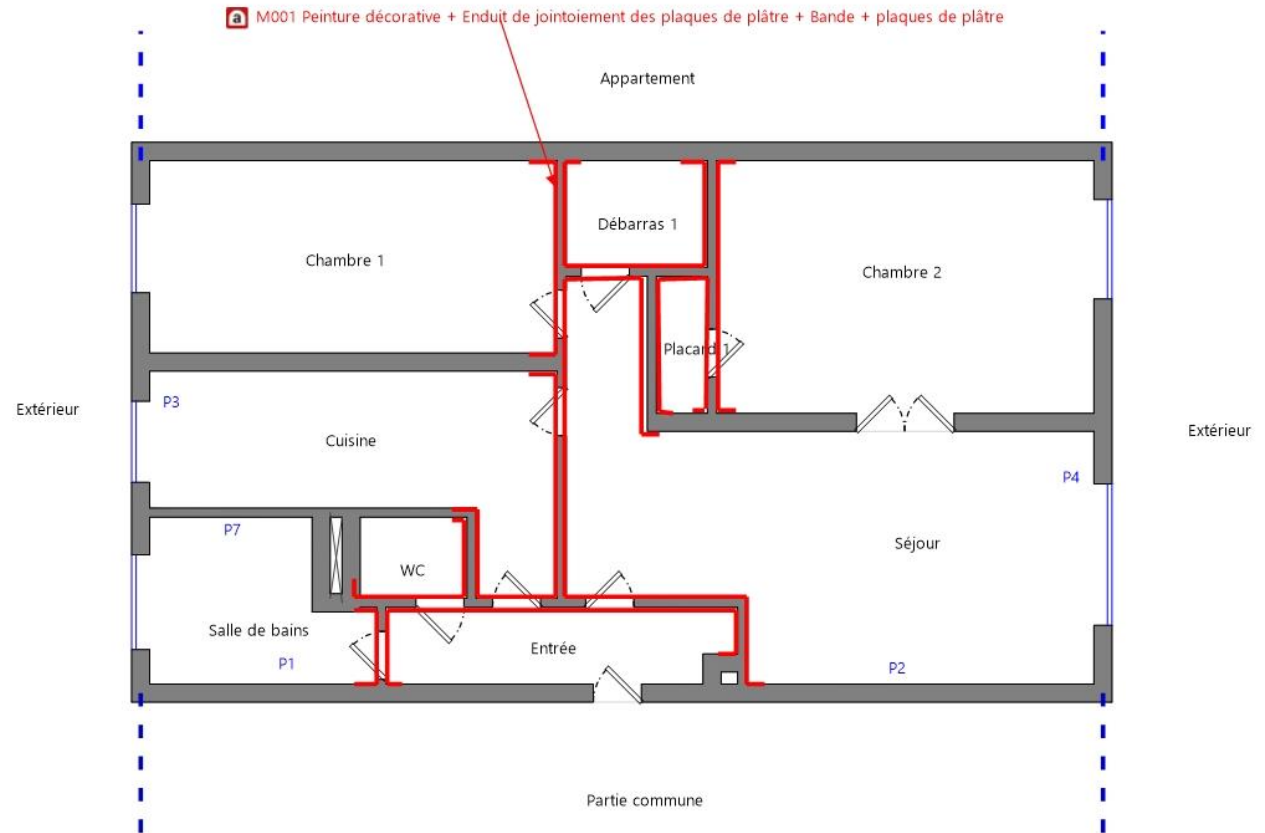 a M001 Peinture décorative + Enduit de jointoiement des plaques de plâtre + Bande + plaques de plâtre
Appartement
Débarras 1
Chambre 1
Chambre 2
Placard 1
P3
Extérieur
Extérieur
Cuisine
P4
P7
Séjour
WC
Salle de bains
Entrée
P1
P2
Partie commune